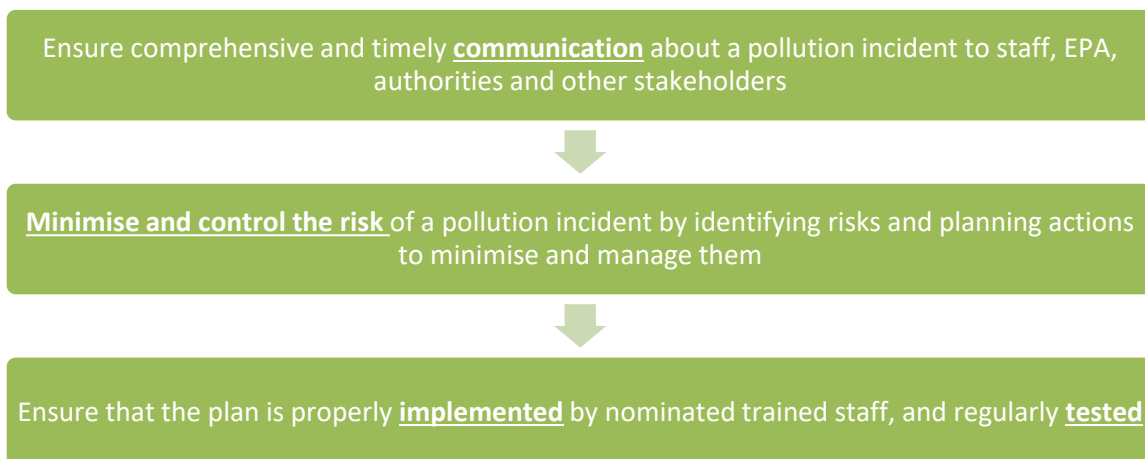 Ensure comprehensive and timely communication about a pollution incident to staff, EPA,
authorities and other stakeholders
Minimise and control the risk of a pollution incident by identifying risks and planning actions
to minimise and manage them
Ensure that the plan is properly implemented by nominated trained staff, and regularly tested